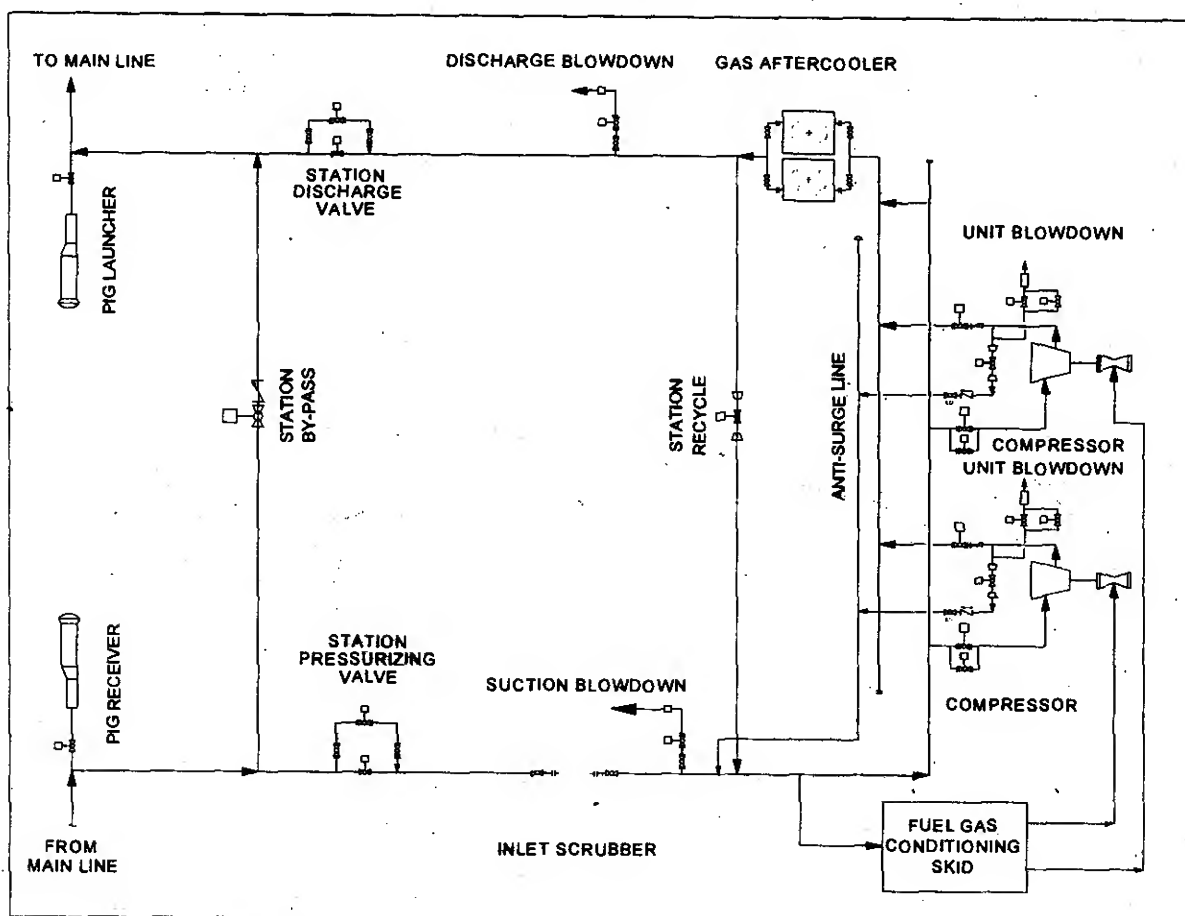 TO MAIN LINE
DISCHARGE BLOWDOWN
GAS AFTERCOOLER
STATION
DISCHARGE
VALVE
PIG LAUNCHER
UNIT BLOWDOWN
STATION
BY-PASS
STATION
RECYCLE
ANTI-SURGE LINE
COMPRESSOR
UNIT BLOWDOWN
PIG RECEIVER
STATION
PRESSURIZING
VALVE
SUCTION BLOWDOWN
COMPRESSOR
FROM
MAIN LINE
INLET SCRUBBER
FUEL GAS
CONDITIONING
SKID